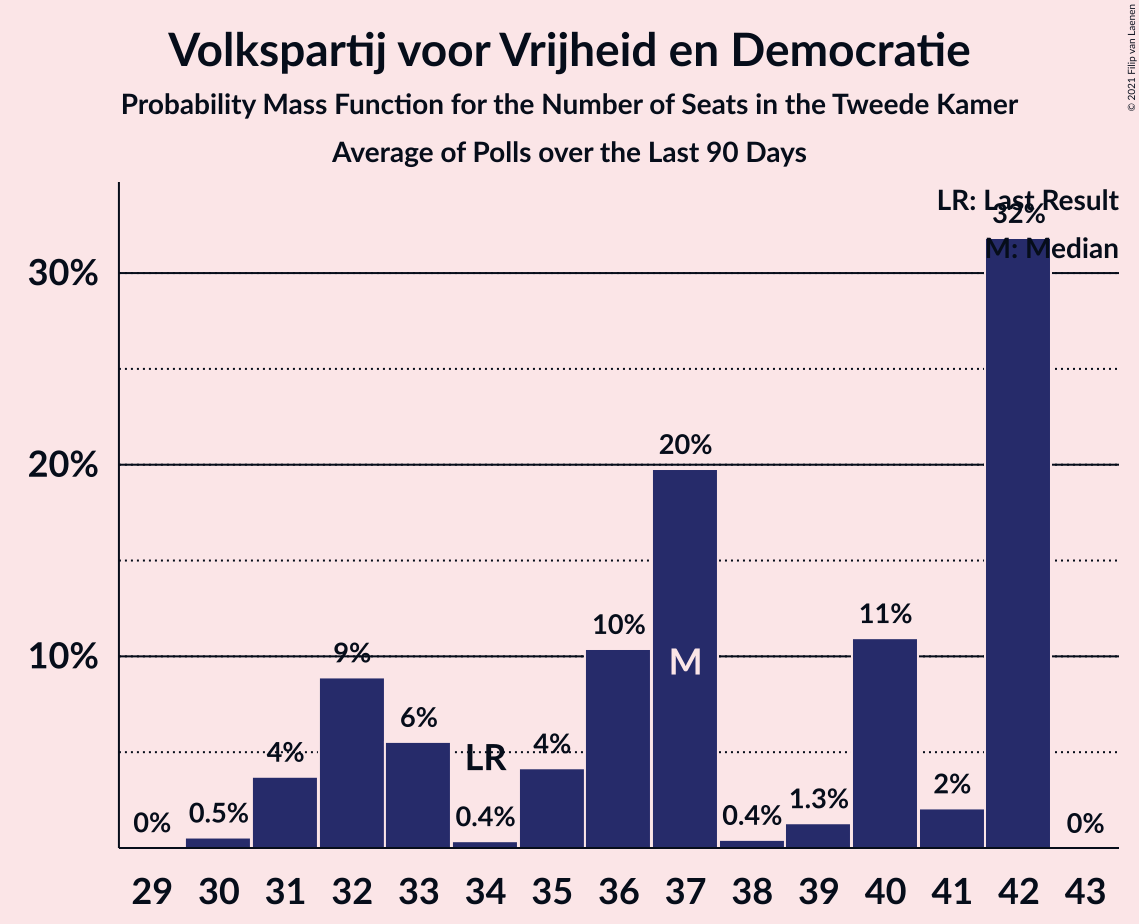 Volkspartij voor Vrijheid en Democratie
Probability Mass Function for the Number of Seats in the Tweede Kamer
Average of Polls over the Last 90 Days
© 2021 Filip van Laenen
LR: Last Result
M: Median
30%
20%
10%
0%
0.5%
4%
9%
6%
LR
0.4%
4%
10%
20%
M
0.4%
1.3%
11%
2%
32%
0%
29 30 31 32 33 34 35 36 37 38 39 40 41 42 43